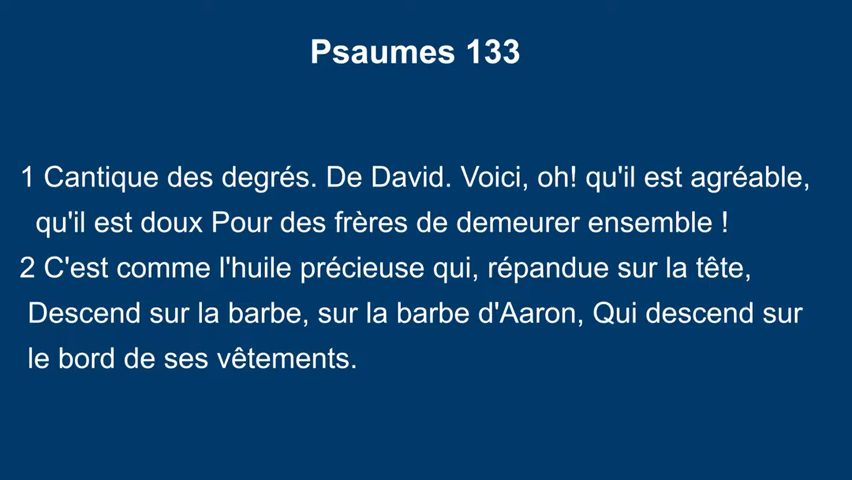 Psaumes 133
1 Cantique des degrés. De David. Voici, oh! qu'il est agréable,
qu'il est doux Pour des frères de demeurer ensemble !
2 C'est comme l'huile précieuse qui, répandue sur la tête,
Descend sur la barbe, sur la barbe d'Aaron, Qui descend sur
le bord de ses vêtements.